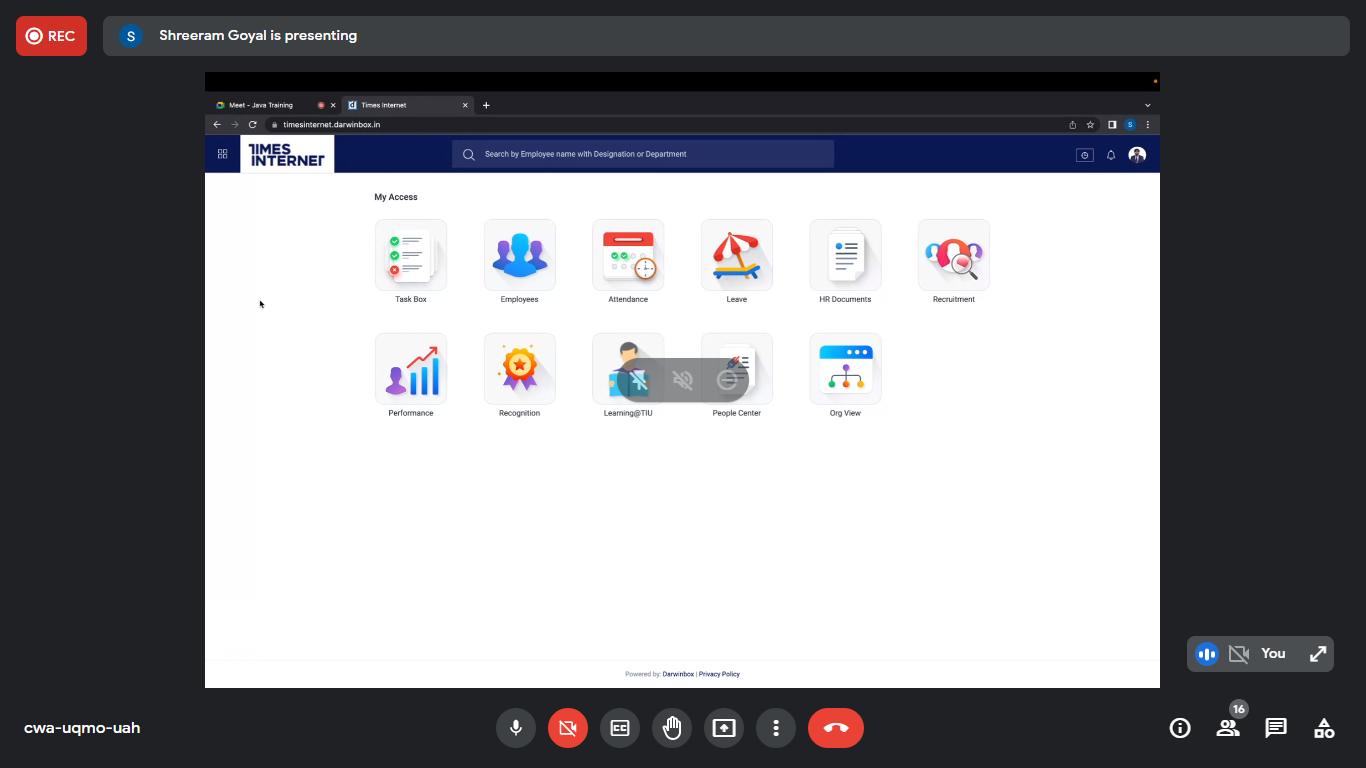 REC
S
Shreeram Goyal is presenting
Meet - Java Training
Times Internet
timesinternet.darwinbox.in
S
TIMES INTERNET
Search by Employee name with Designation or Department
My Access
Task Box
Employees
Attendance
Leave
HR Documents
Recruitment
Performance
Recognition
Learning@TIU
People Center
Org View
You
Powered by: Darwinbox | Privacy Policy
16
cwa-uqmo-uah
CC